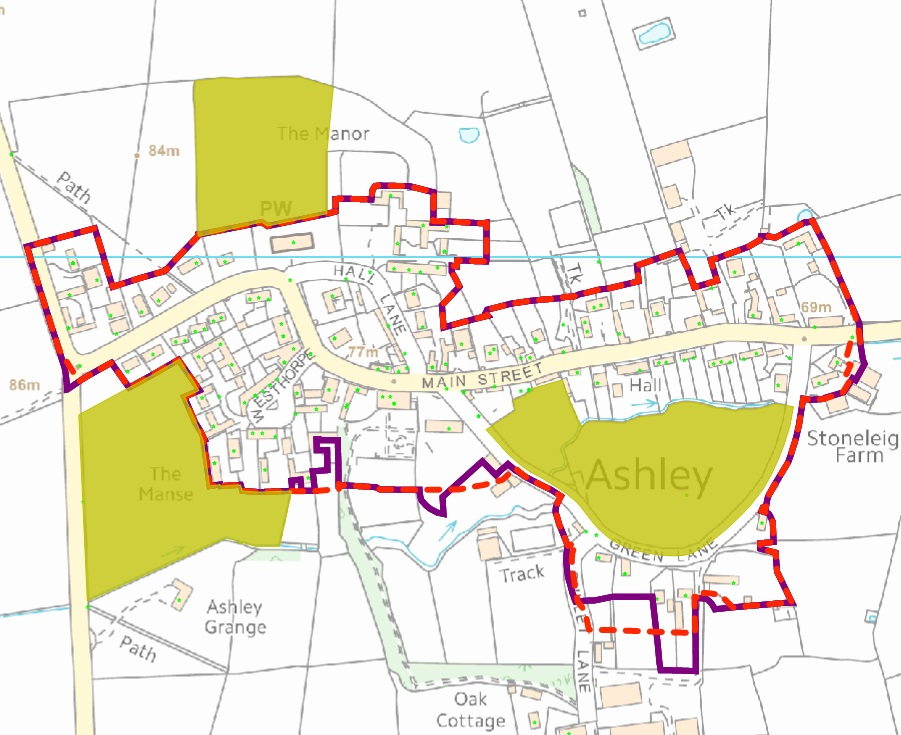 The Manor
84m
Path
PW
Tk
Tk
HALL LANE
69m
77m
86m
MAIN STREET
WESTHORPE
Hall
Stoneleig
Farm
Ashley
The
Manse
GREEN LANE
Track
Ashley
Grange
Path
LANE
Oak
Cottage